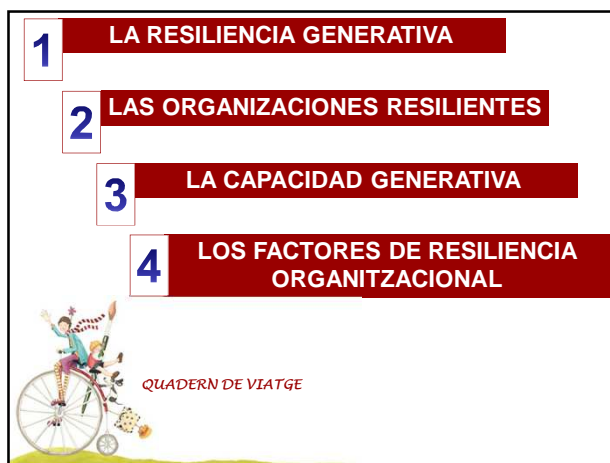 1 LA RESILIENCIA GENERATIVA
2 LAS ORGANIZACIONES RESILIENTES
3 LA CAPACIDAD GENERATIVA
4 LOS FACTORES DE RESILIENCIA
ORGANITZACIONAL
QUADERN DE VIATGE